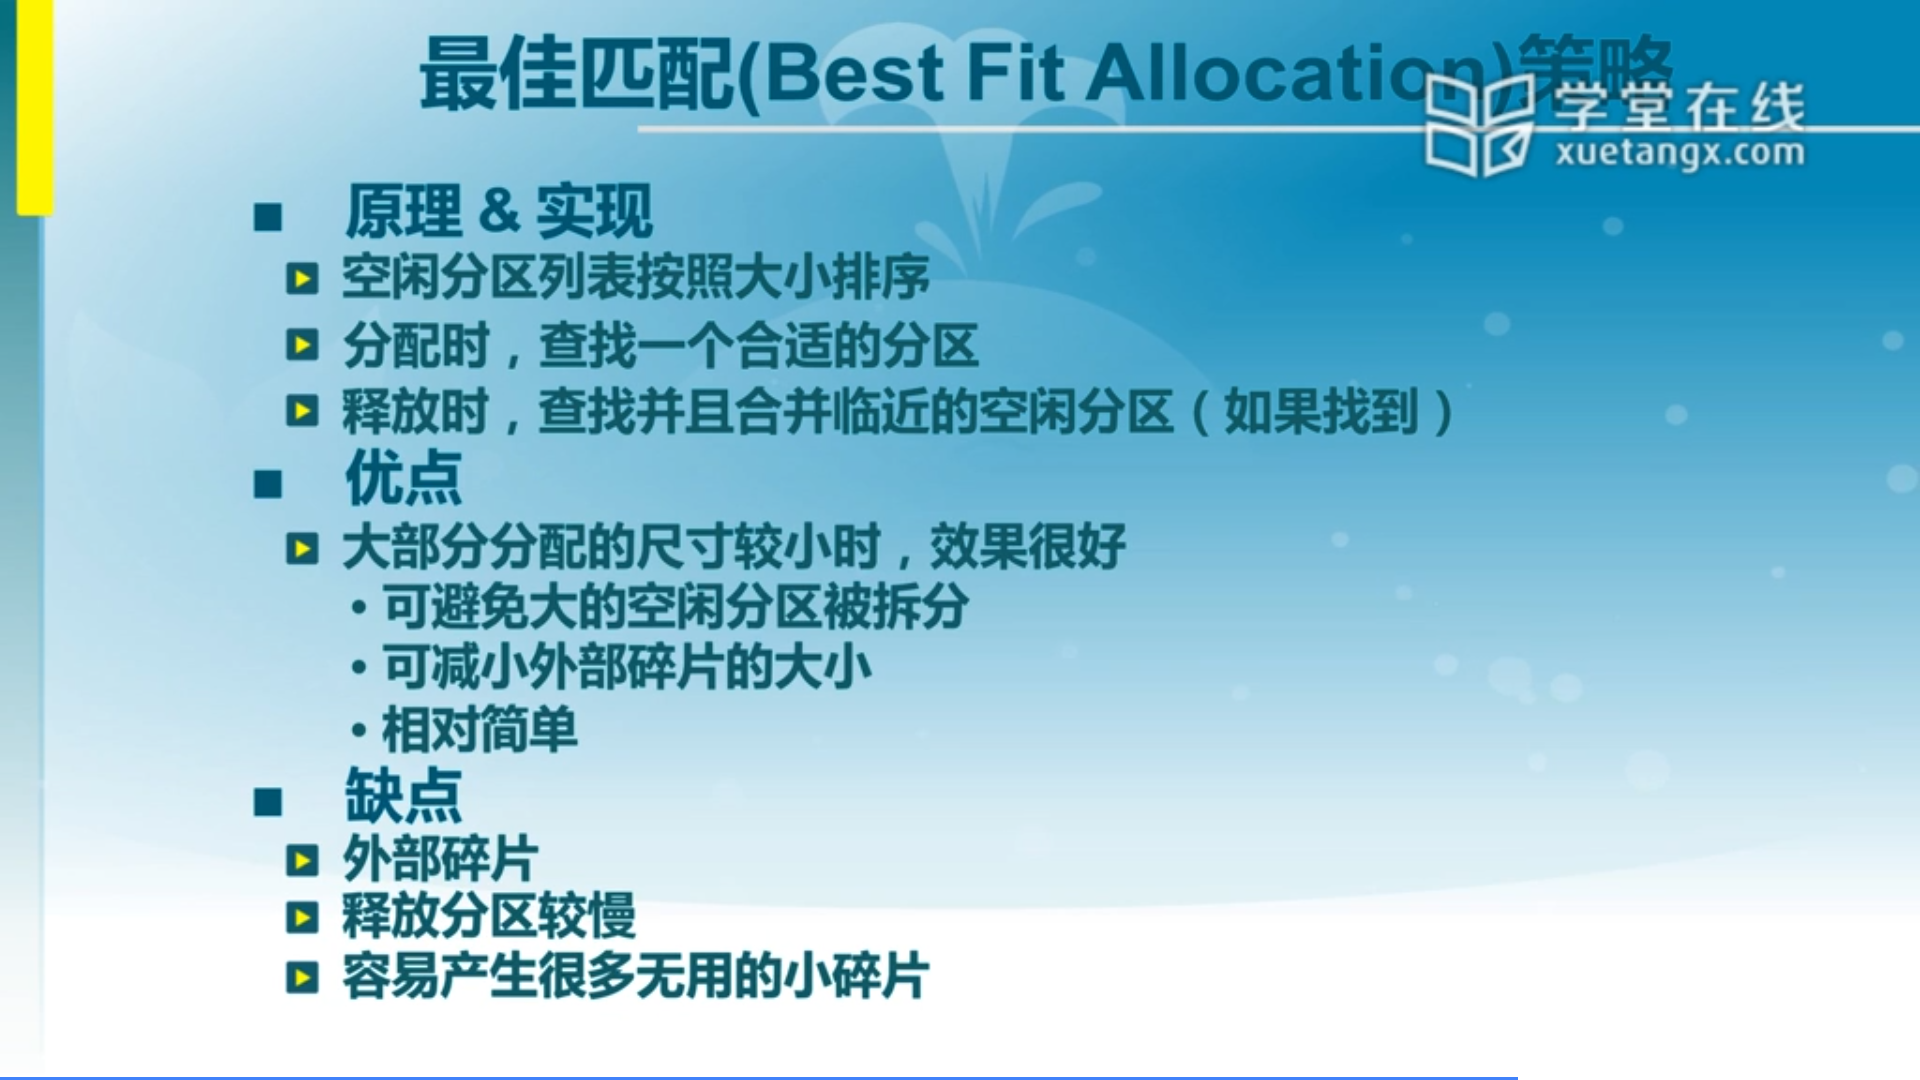 最佳匹配(Best Fit Allocation)策略
学堂在线
xuetangx.com
原理 & 实现
空闲分区列表按照大小排序
分配时，查找一个合适的分区
释放时，查找并且合并临近的空闲分区（如果找到）
优点
大部分分配的尺寸较小时，效果很好
• 可避免大的空闲分区被拆分
• 可减小外部碎片的大小
• 相对简单
缺点
外部碎片
释放分区较慢
容易产生很多无用的小碎片